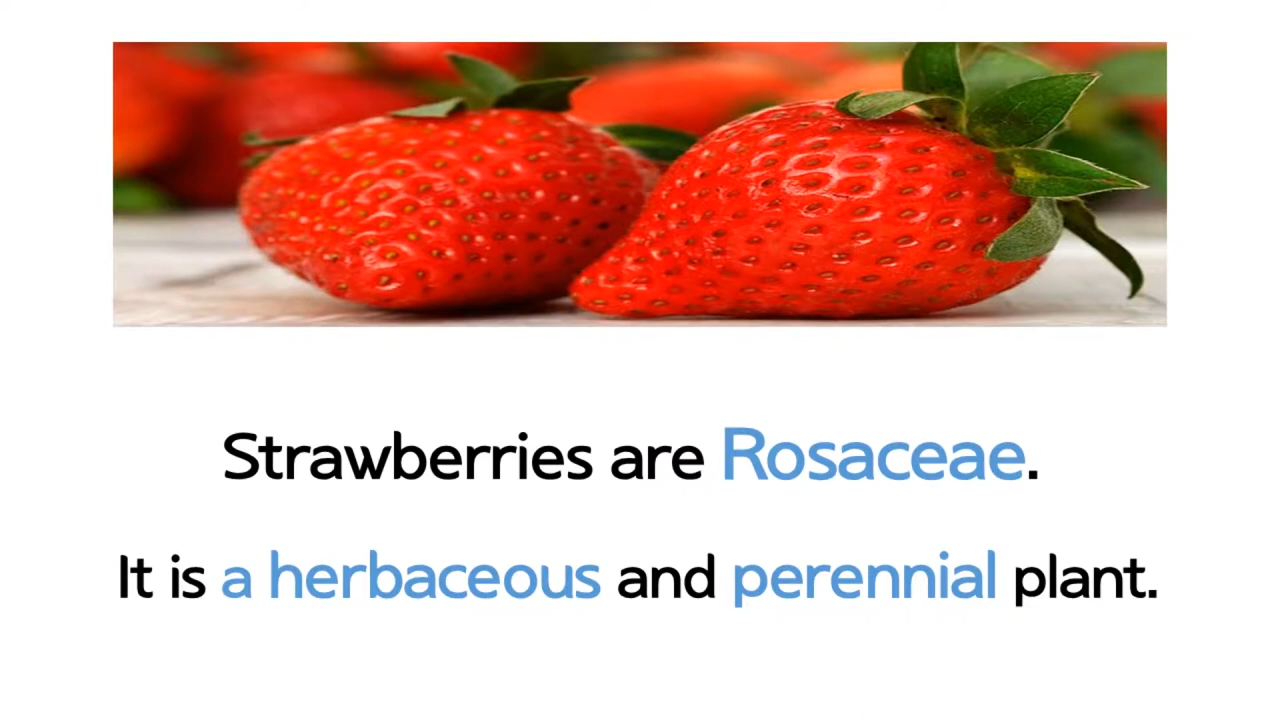 Strawberries are Rosaceae.
It is a herbaceous and perennial plant.